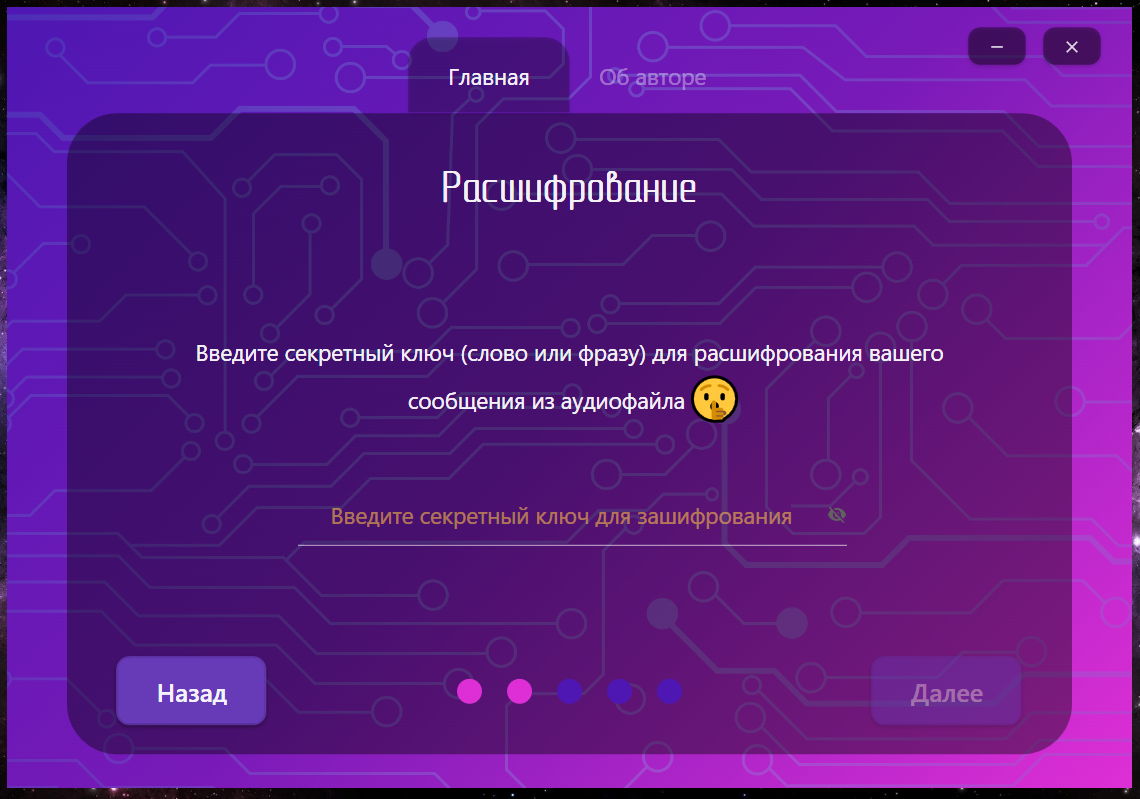 Главная
Об авторе
Расшифрование
Введите секретный ключ (слово или фразу) для расшифрования вашего
сообщения из аудиофайла 🤫
Введите секретный ключ для зашифрования
Назад
Далее